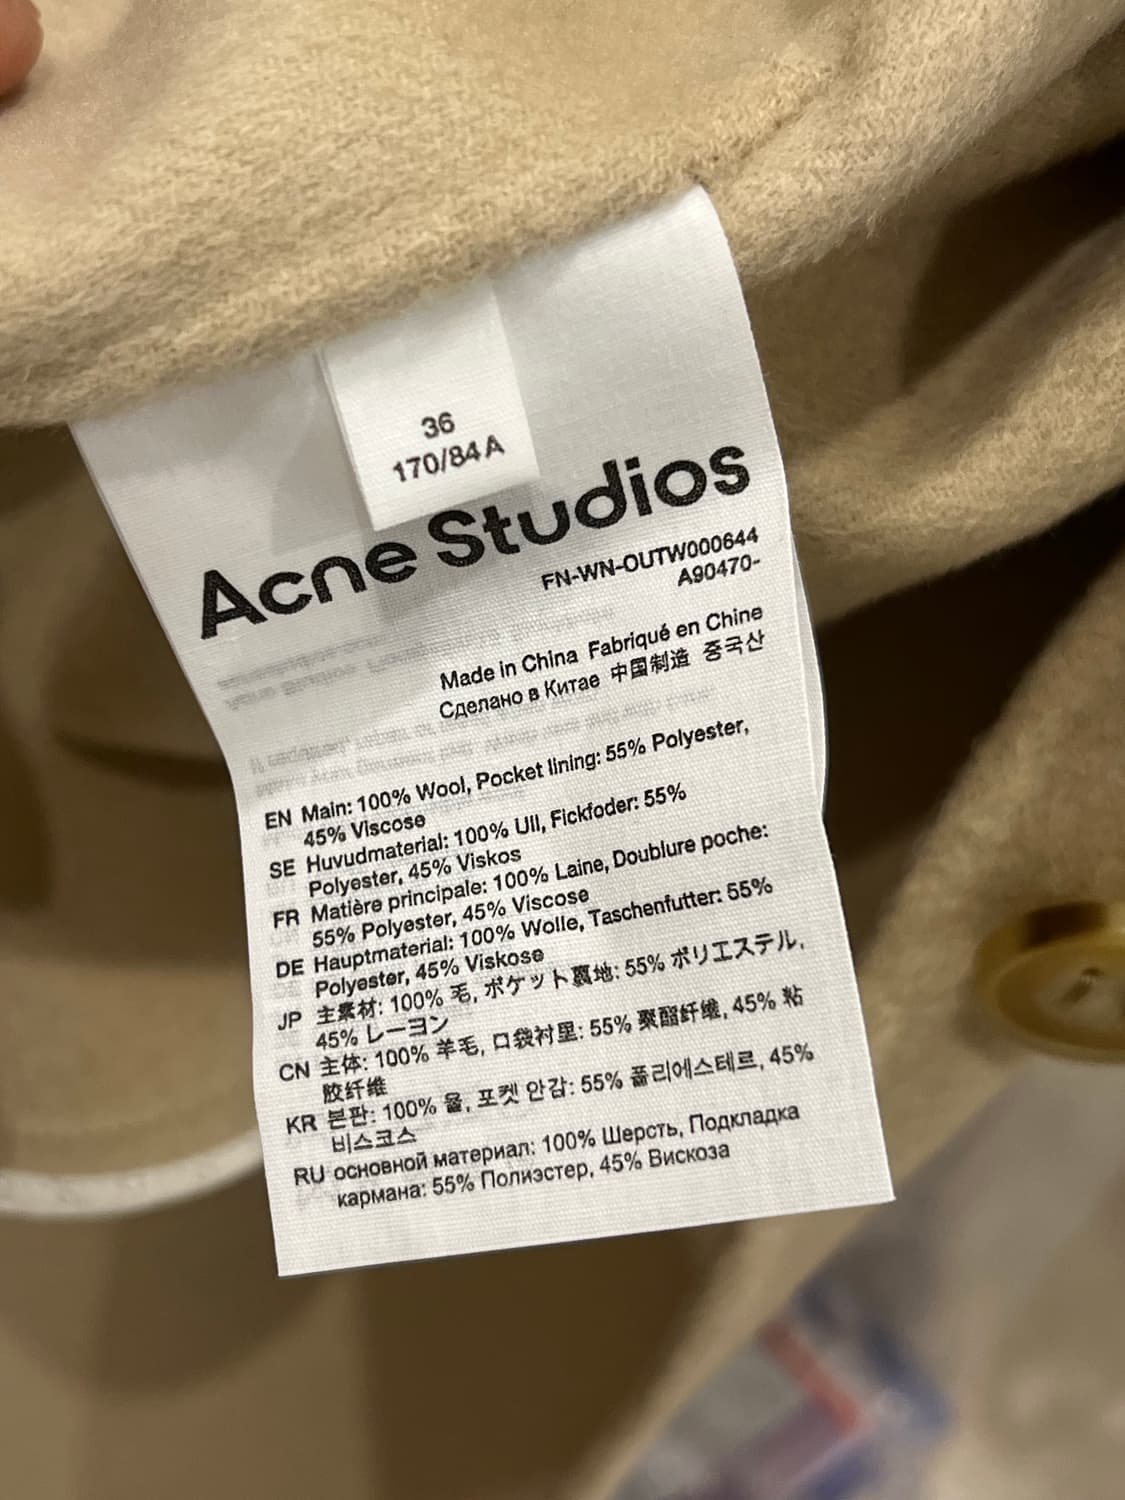 36
170/84A
Acne Studios
FN-WN-OUTW000644
A90470-
Made in China Fabriqué en Chine
Сделано в Китае 中国制造 중국산
EN Main: 100% Wool, Pocket lining: 55% Polyester,
45% Viscose
SE Huvudmaterial: 100% Ull, Fickfoder: 55%
Polyester, 45% Viskos
FR Matière principale: 100% Laine, Doublure poche:
55% Polyester, 45% Viscose
DE Hauptmaterial: 100% Wolle, Taschenfutter: 55%
Polyester, 45% Viskose
JP 主素材: 100% 毛, ポケット裏地: 55% ポリエステル,
45% レーヨン
CN 主体: 100% 羊毛, 口袋衬里: 55% 聚酯纤维, 45% 粘
胶纤维
KR 본판: 100% 울, 포켓 안감: 55% 폴리에스테르, 45%
비스코스
RU основной материал: 100% Шерсть, Подкладка
кармана: 55% Полиэстер, 45% Вискоза